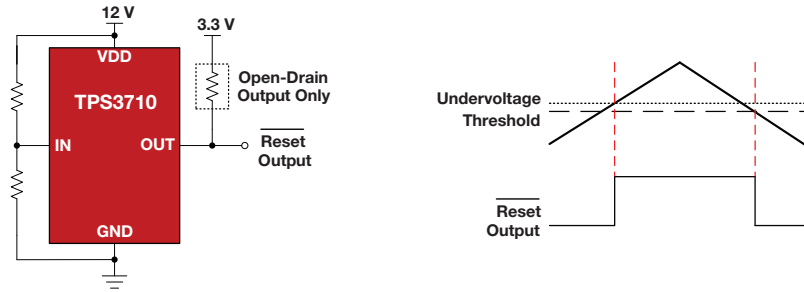 12 V
3.3 V
VDD
TPS3710
Open-Drain
Output Only
IN
OUT
Reset
Output
GND
Undervoltage
Threshold
Reset
Output